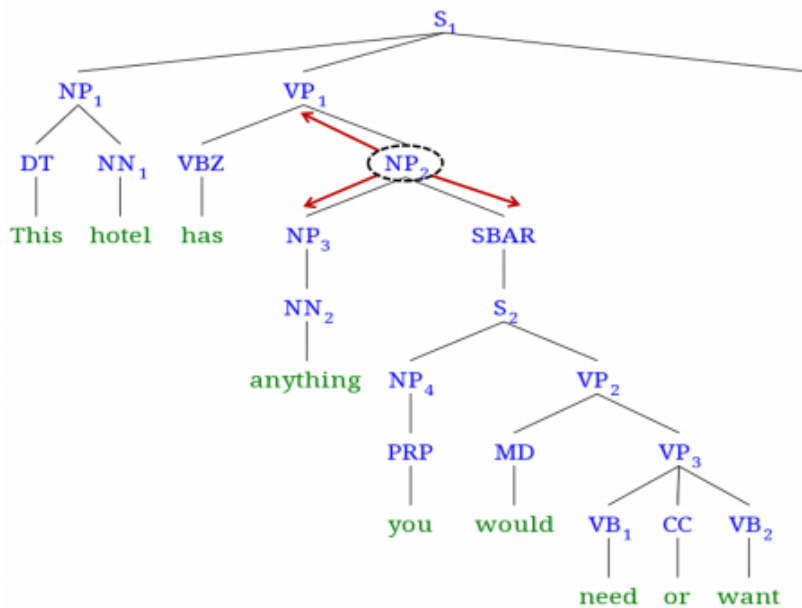 S₁
NP₁ VP₁
DT NN₁ VBZ NP₂
This hotel has NP₃ SBAR
NN₂ S₂
anything NP₄ VP₂
PRP MD VP₃
you would VB₁ CC VB₂
need or want